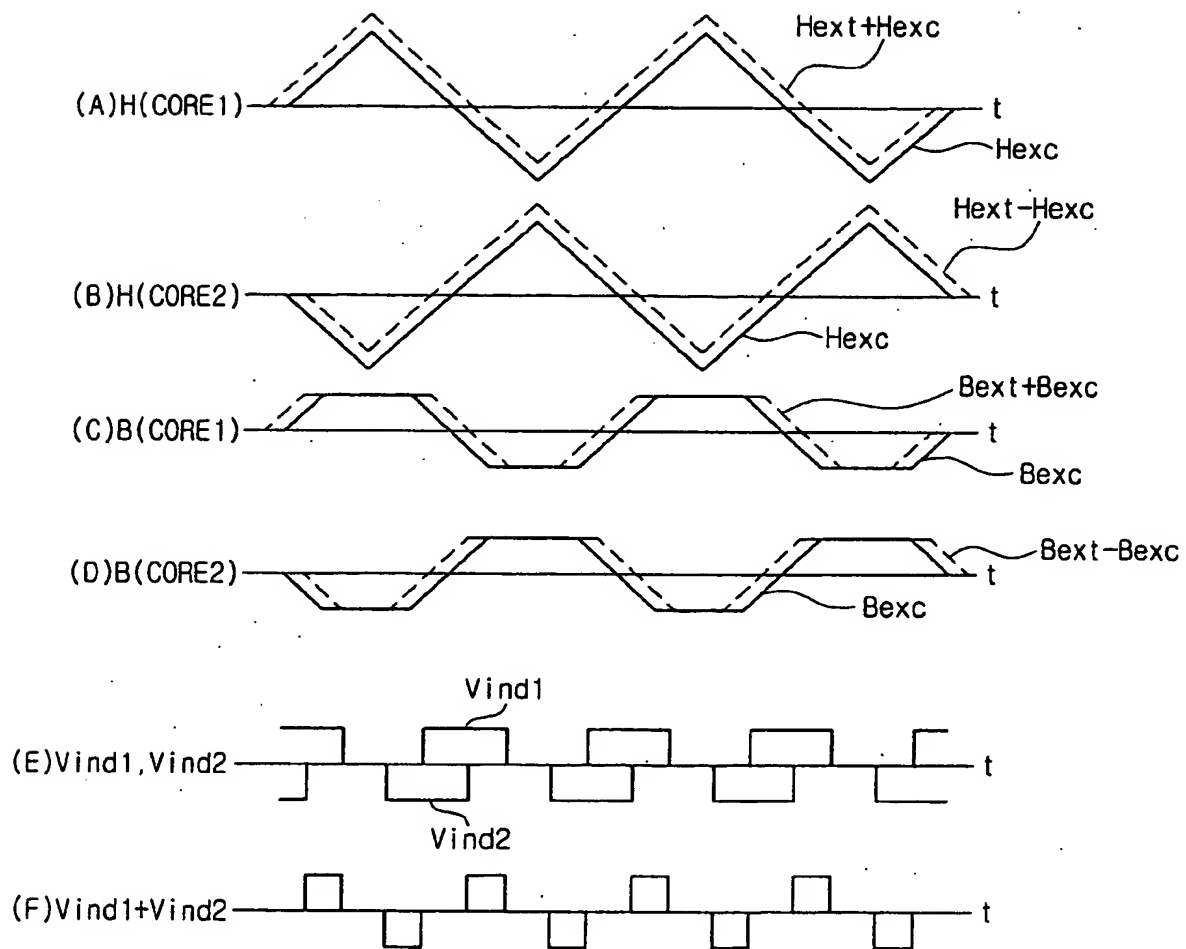 Hext+Hexc
(A)H(CORE1)
t
Hexc
Hext-Hexc
(B)H(CORE2)
t
Hexc
Bext+Bexc
(C)B(CORE1)
t
Bexc
(D)B(CORE2)
Bext-Bexc
t
Bexc
Vind1
(E)Vind1,Vind2
t
Vind2
(F)Vind1+Vind2
t